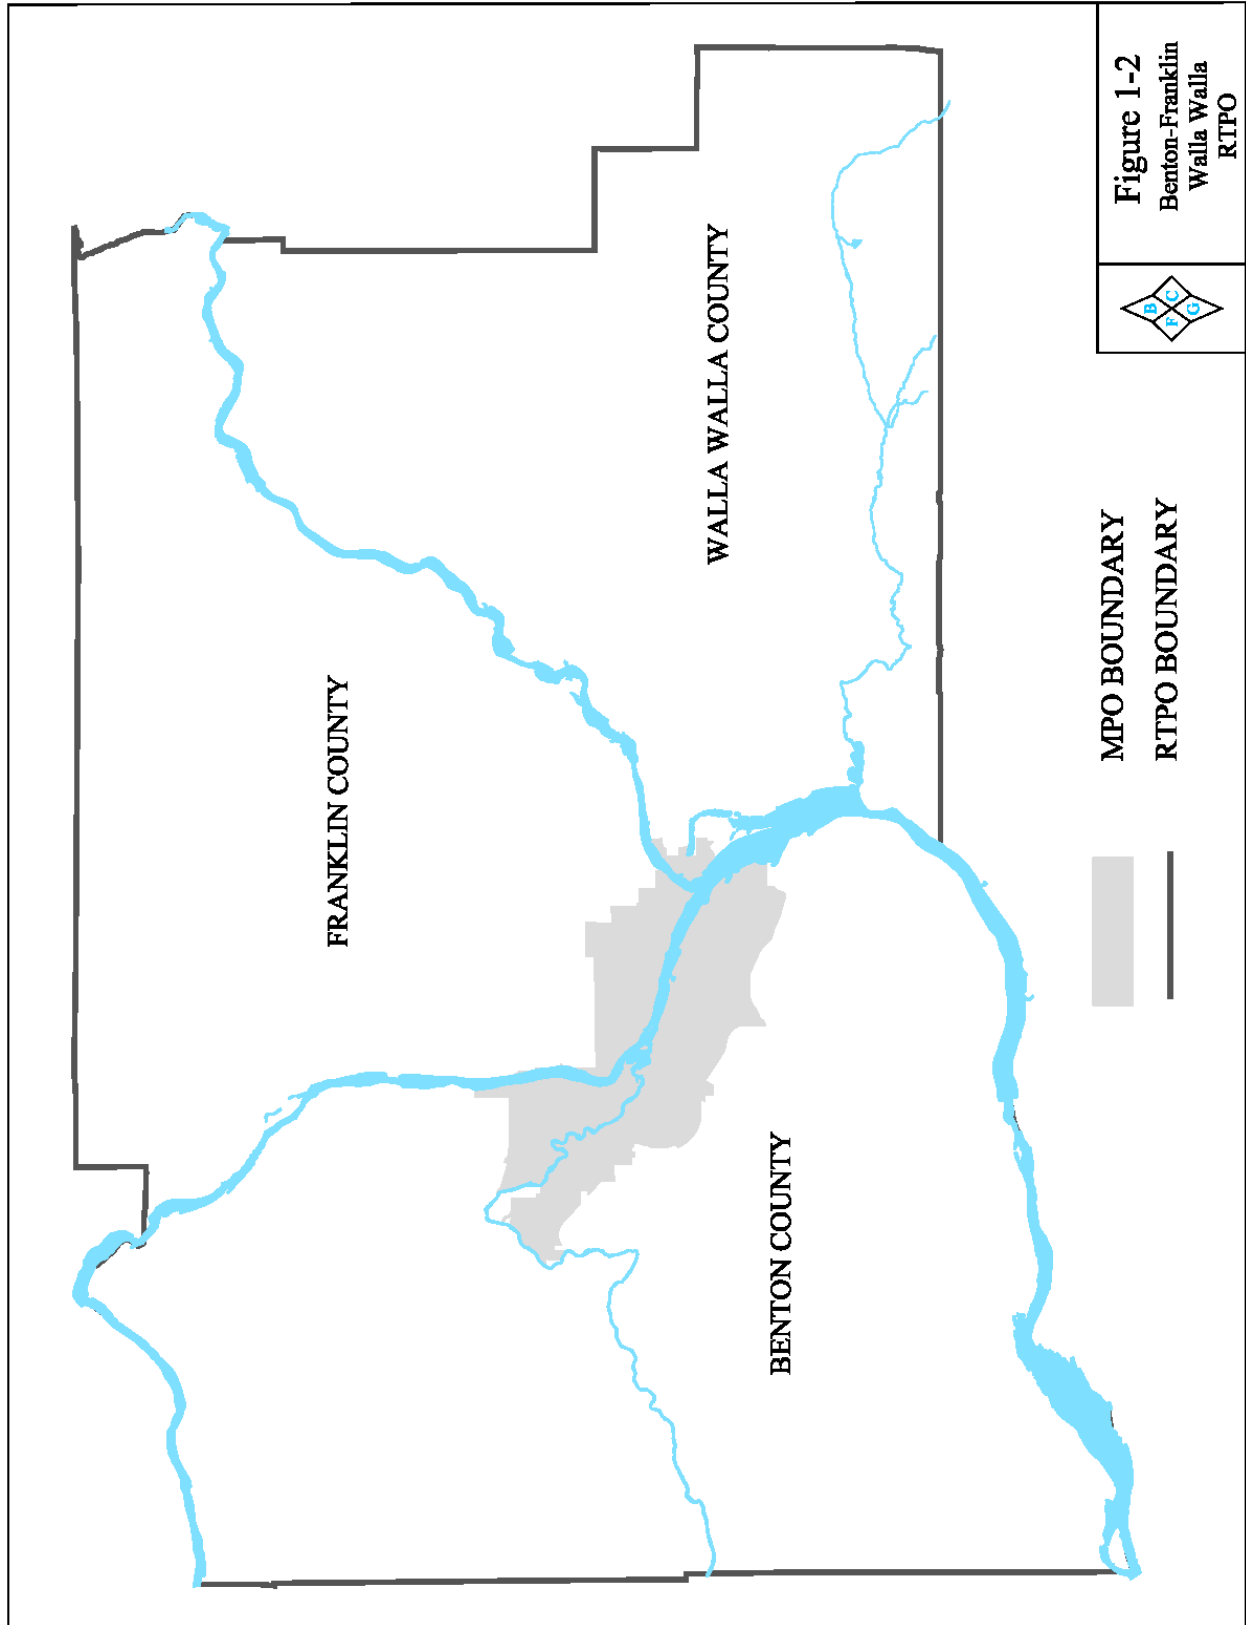 FRANKLIN COUNTY
WALLA WALLA COUNTY
BENTON COUNTY
MPO BOUNDARY
RTPO BOUNDARY
B
F C
G
Figure 1-2
Benton-Franklin
Walla Walla
RTPO